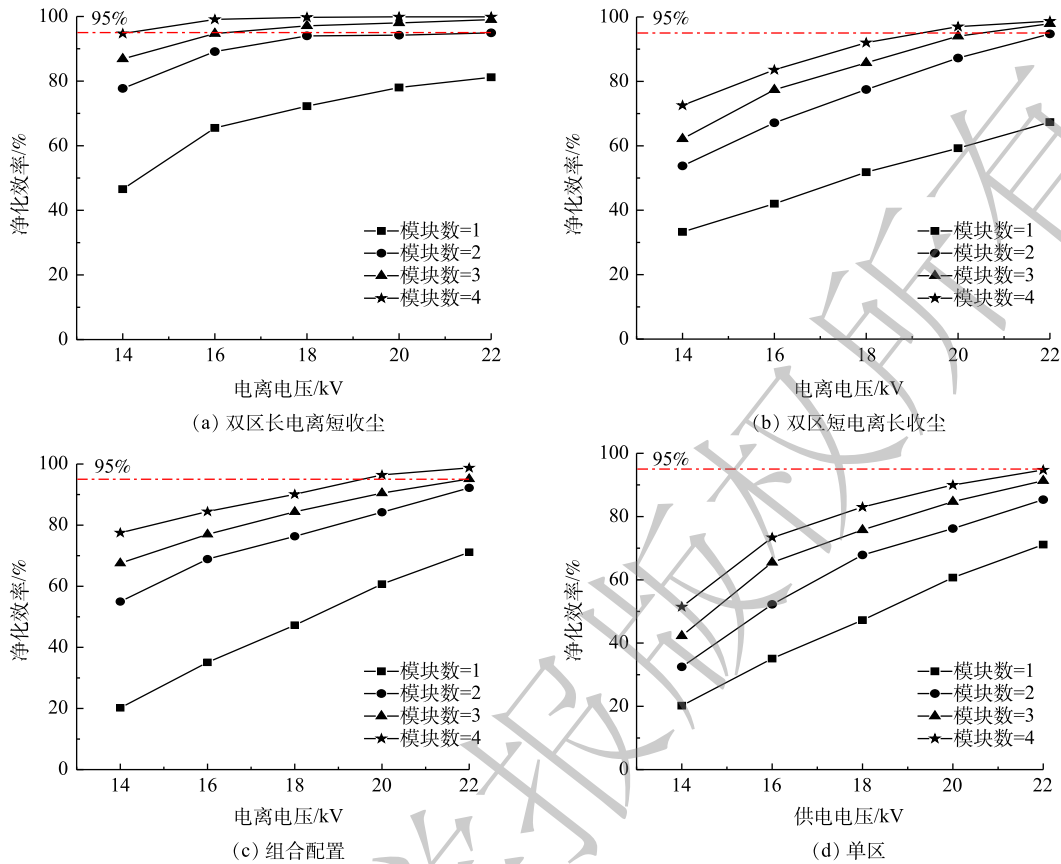 95%
100
80
60
40
20
0
净化效率/%
模块数=1
模块数=2
模块数=3
模块数=4
14 16 18 20 22
电离电压/kV
(a) 双区长电离短收尘
95%
100
80
60
40
20
0
净化效率/%
模块数=1
模块数=2
模块数=3
模块数=4
14 16 18 20 22
电离电压/kV
(b) 双区短电离长收尘
95%
100
80
60
40
20
0
净化效率/%
模块数=1
模块数=2
模块数=3
模块数=4
14 16 18 20 22
电离电压/kV
(c) 组合配置
95%
100
80
60
40
20
0
净化效率/%
模块数=1
模块数=2
模块数=3
模块数=4
14 16 18 20 22
供电电压/kV
(d) 单区
学报版权所有